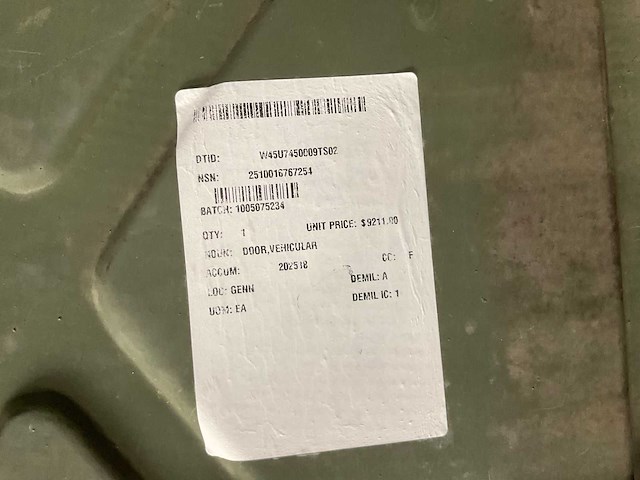 DTID: W45U7450009TS02
NSN: 2510016767254
BATCH: 1005075234
QTY: 1 UNIT PRICE: $9211.00
NOUN: DOOR,VEHICULAR
ACCUM: 202518 CC: F
LOC: GENN DEMIL: A
UOM: EA DEMIL IC: 1